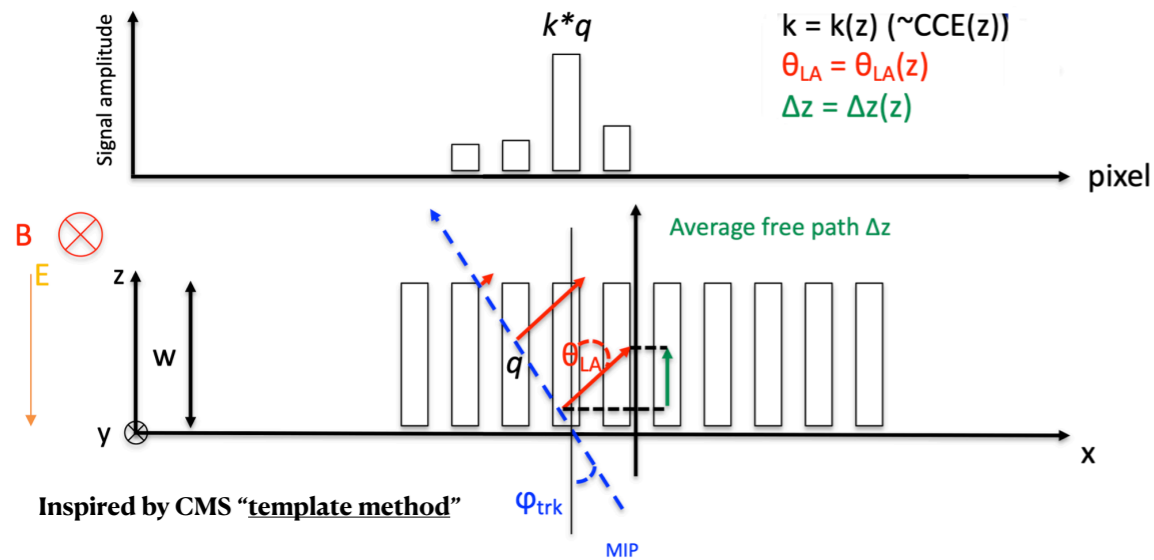 Signal amplitude
k*q
k = k(z) (~CCE(z))
θLA = θLA(z)
Δz = Δz(z)
pixel
B
E
z
Average free path Δz
w
q
θLA
y
x
φtrk
Inspired by CMS “template method”
MIP